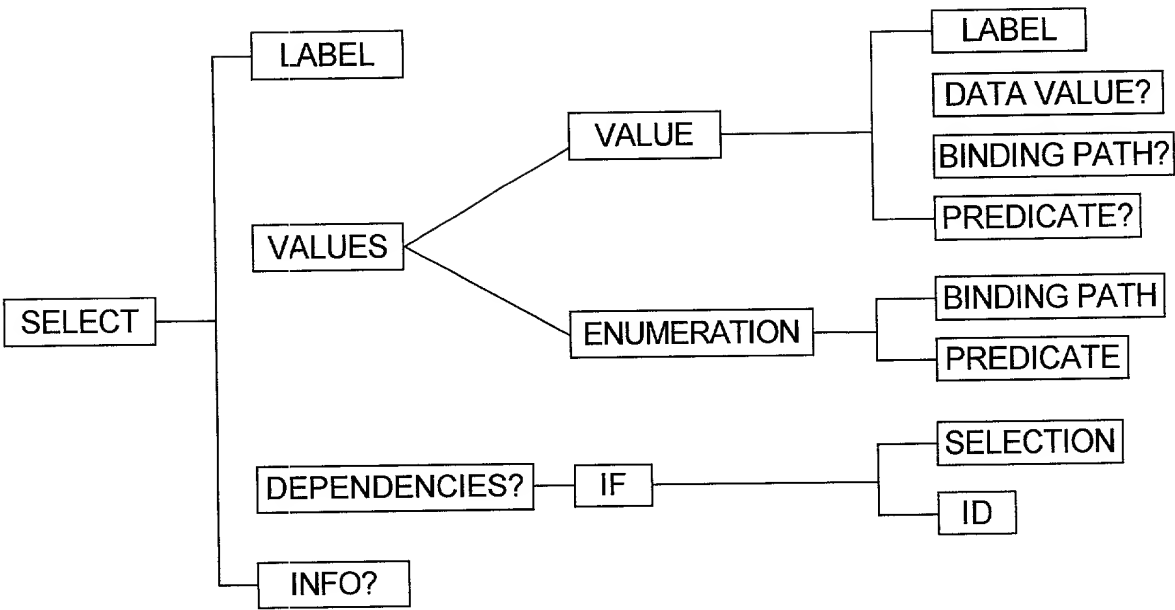 LABEL
LABEL
DATA VALUE?
VALUE
BINDING PATH?
PREDICATE?
VALUES
BINDING PATH
SELECT
ENUMERATION
PREDICATE
SELECTION
DEPENDENCIES?
IF
ID
INFO?